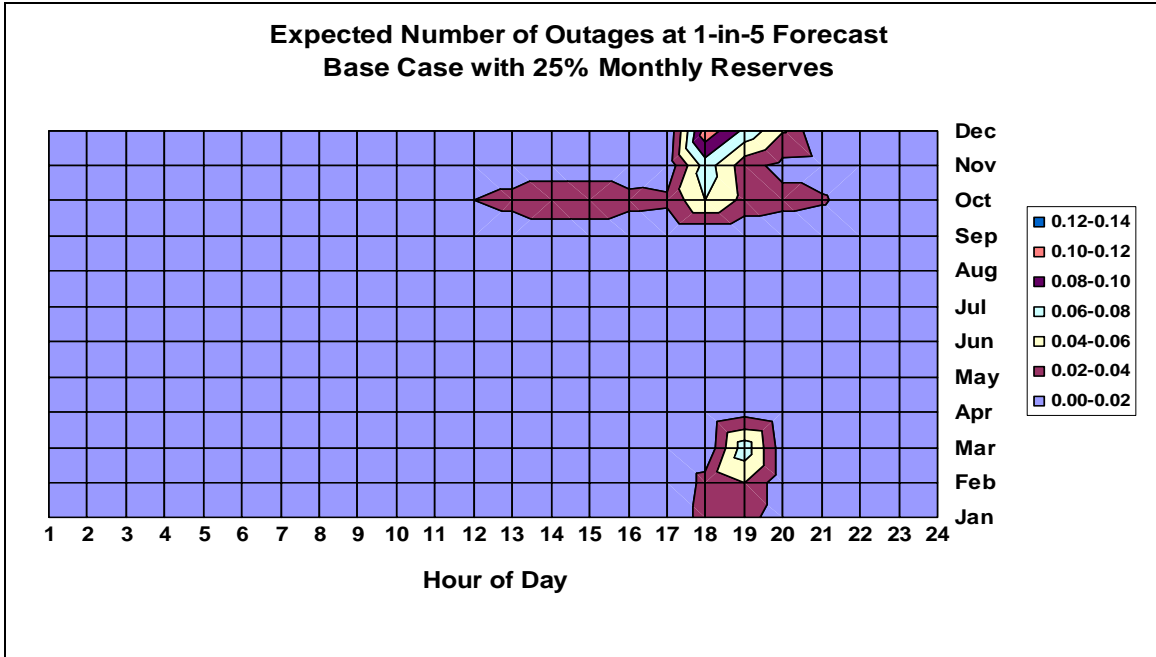 Expected Number of Outages at 1-in-5 Forecast
Base Case with 25% Monthly Reserves
Dec
Nov
Oct
Sep
Aug
Jul
Jun
May
Apr
Mar
Feb
Jan
1 2 3 4 5 6 7 8 9 10 11 12 13 14 15 16 17 18 19 20 21 22 23 24
Hour of Day
0.12-0.14
0.10-0.12
0.08-0.10
0.06-0.08
0.04-0.06
0.02-0.04
0.00-0.02